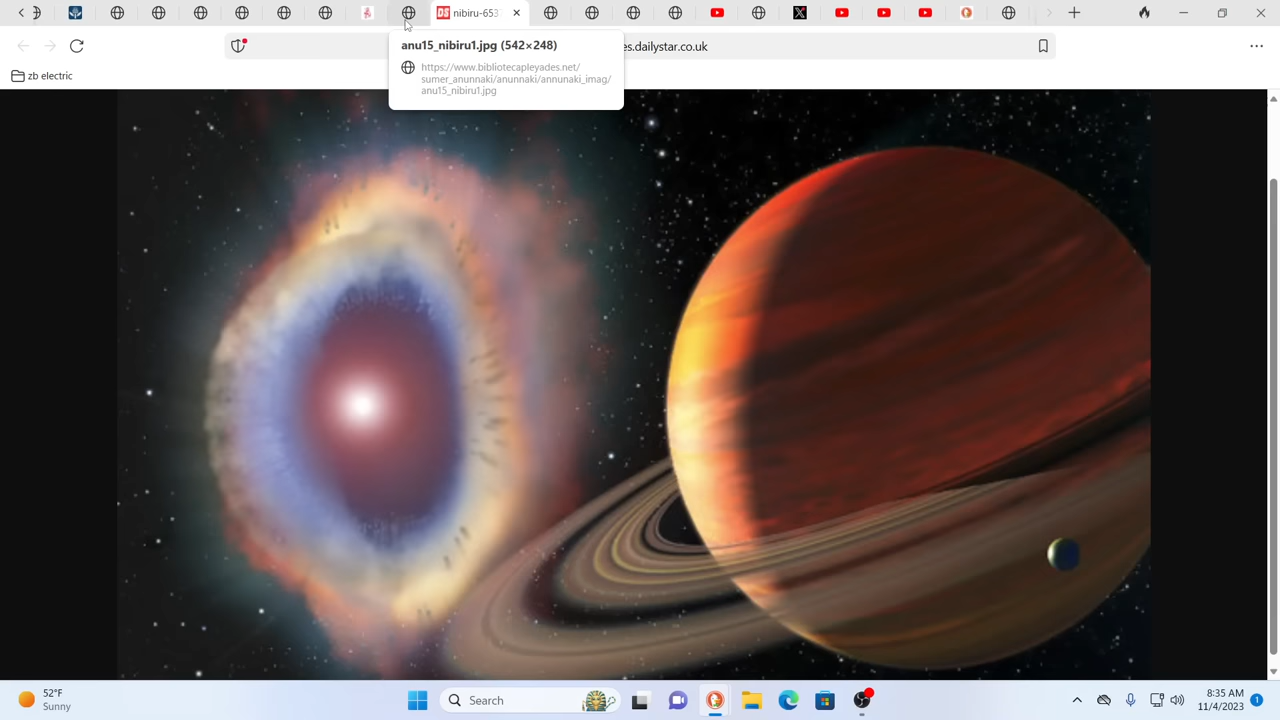 nibiru-653
anu15_nibiru1.jpg (542×248)
es.dailystar.co.uk
https://www.bibliotecapleyades.net/
sumer_anunnaki/anunnaki/annunaki_imag/
anu15_nibiru1.jpg
zb electric
52°F
Sunny
Search
8:35 AM
11/4/2023
1